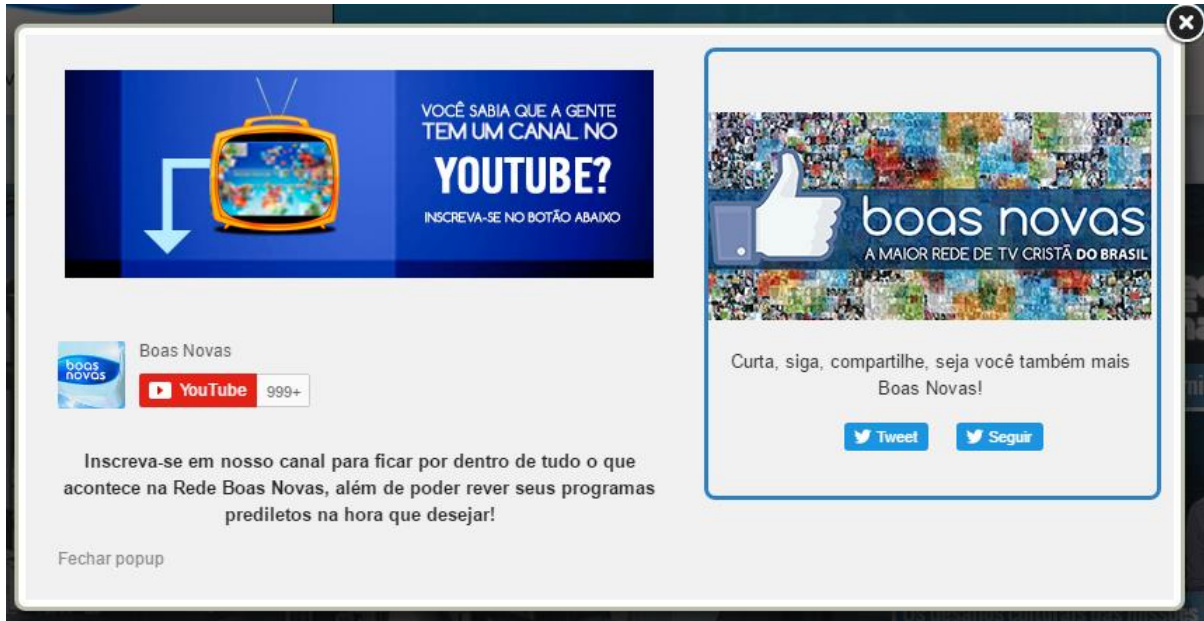 VOCÊ SABIA QUE A GENTE
TEM UM CANAL NO
YOUTUBE?
INSCREVA-SE NO BOTÃO ABAIXO
boas
novas
Boas Novas
YouTube 999+
Inscreva-se em nosso canal para ficar por dentro de tudo o que
acontece na Rede Boas Novas, além de poder rever seus programas
prediletos na hora que desejar!
Fechar popup
boas novas
A MAIOR REDE DE TV CRISTÃ DO BRASIL
Curta, siga, compartilhe, seja você também mais
Boas Novas!
Tweet Seguir